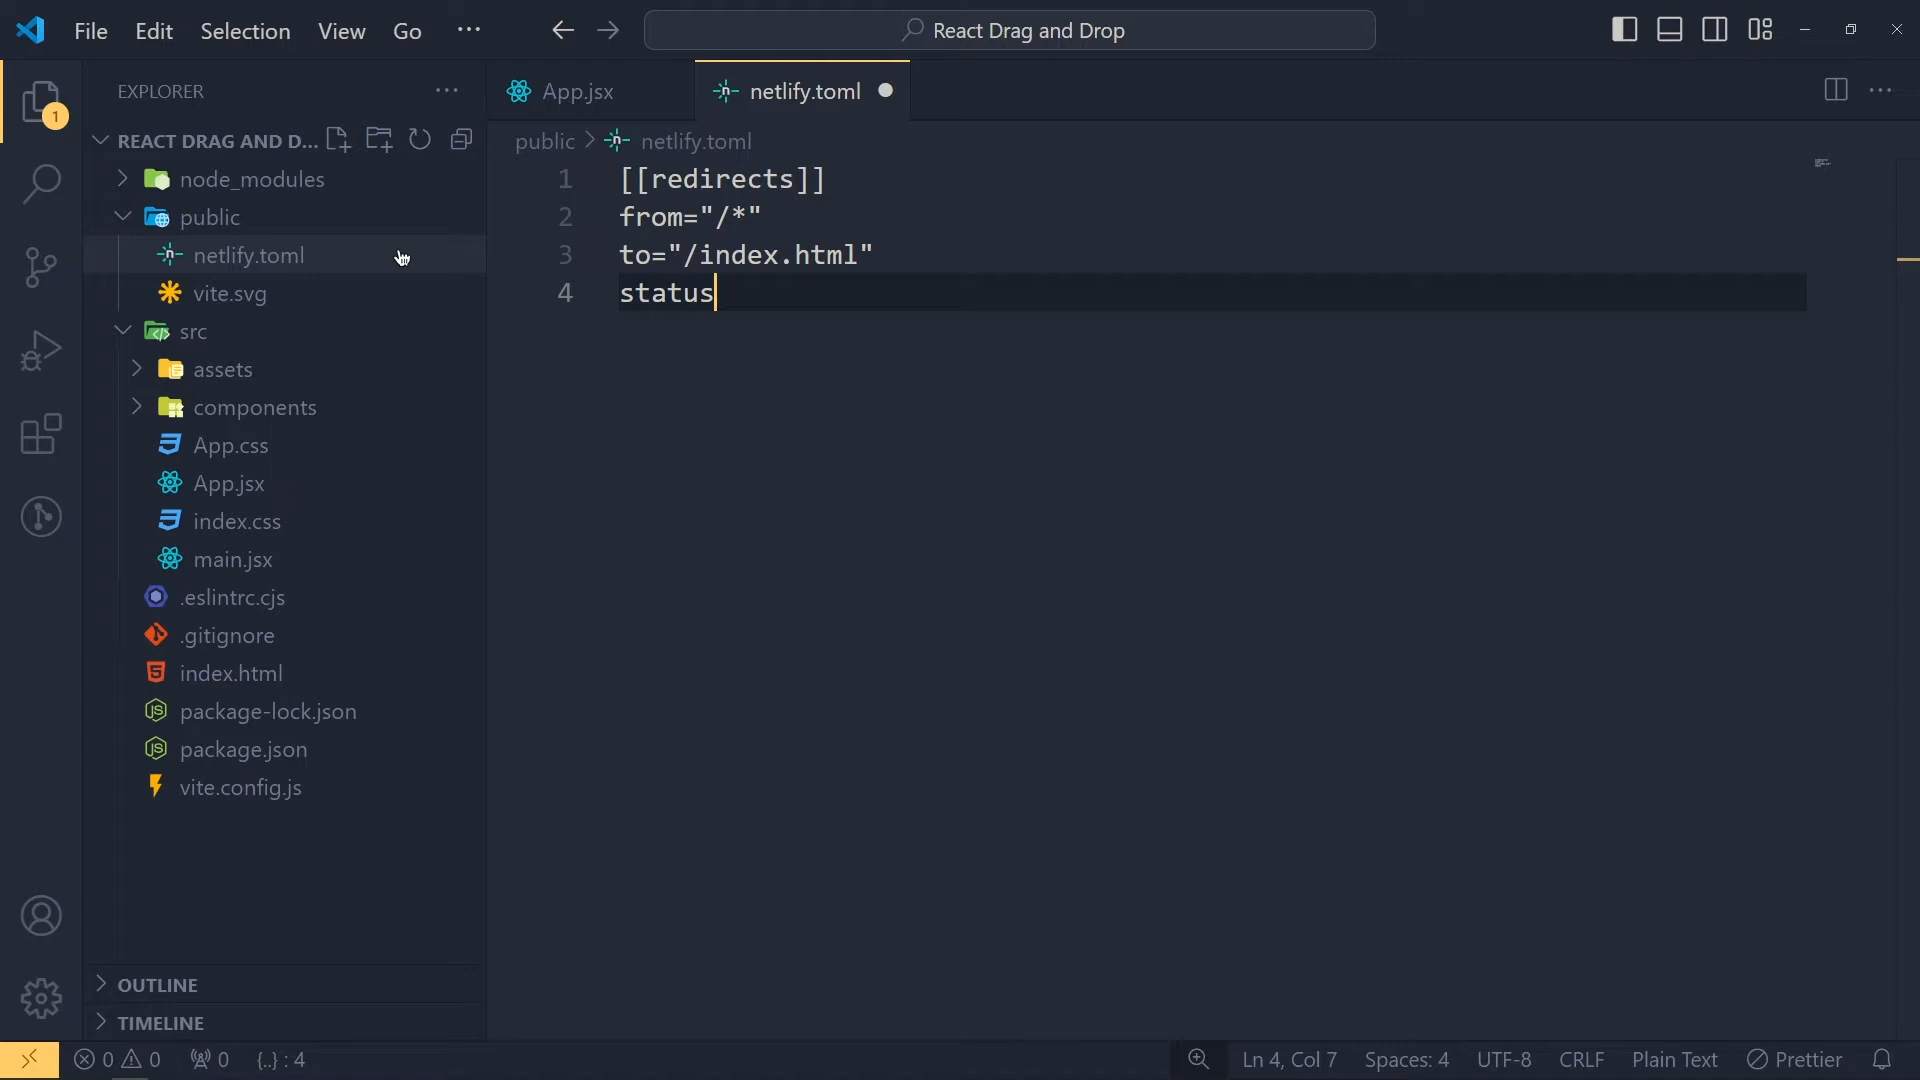 File Edit Selection View Go ···
React Drag and Drop
EXPLORER
1
REACT DRAG AND D...
node_modules
public
netlify.toml
vite.svg
src
assets
components
App.css
App.jsx
index.css
main.jsx
.eslintrc.cjs
.gitignore
index.html
package-lock.json
package.json
vite.config.js
OUTLINE
TIMELINE
App.jsx
netlify.toml
public > netlify.toml
1 [[redirects]]
2 from="/*"
3 to="/index.html"
4 status
0 0 0 {..} : 4
Ln 4, Col 7 Spaces: 4 UTF-8 CRLF Plain Text Prettier